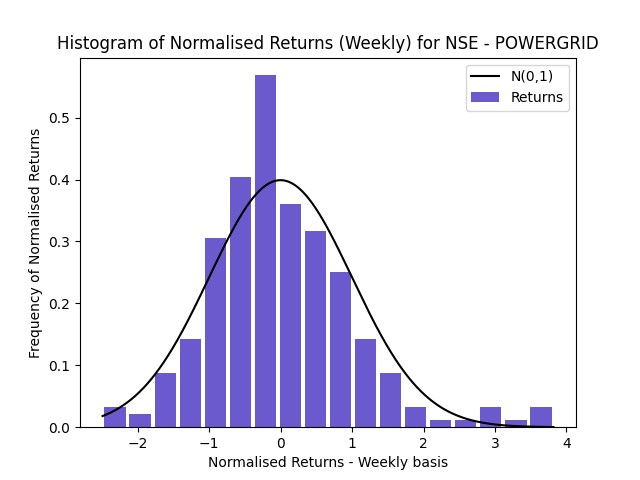 Histogram of Normalised Returns (Weekly) for NSE - POWERGRID
N(0,1)
Returns
Frequency of Normalised Returns
0.5
0.4
0.3
0.2
0.1
0.0
−2 −1 0 1 2 3 4
Normalised Returns - Weekly basis